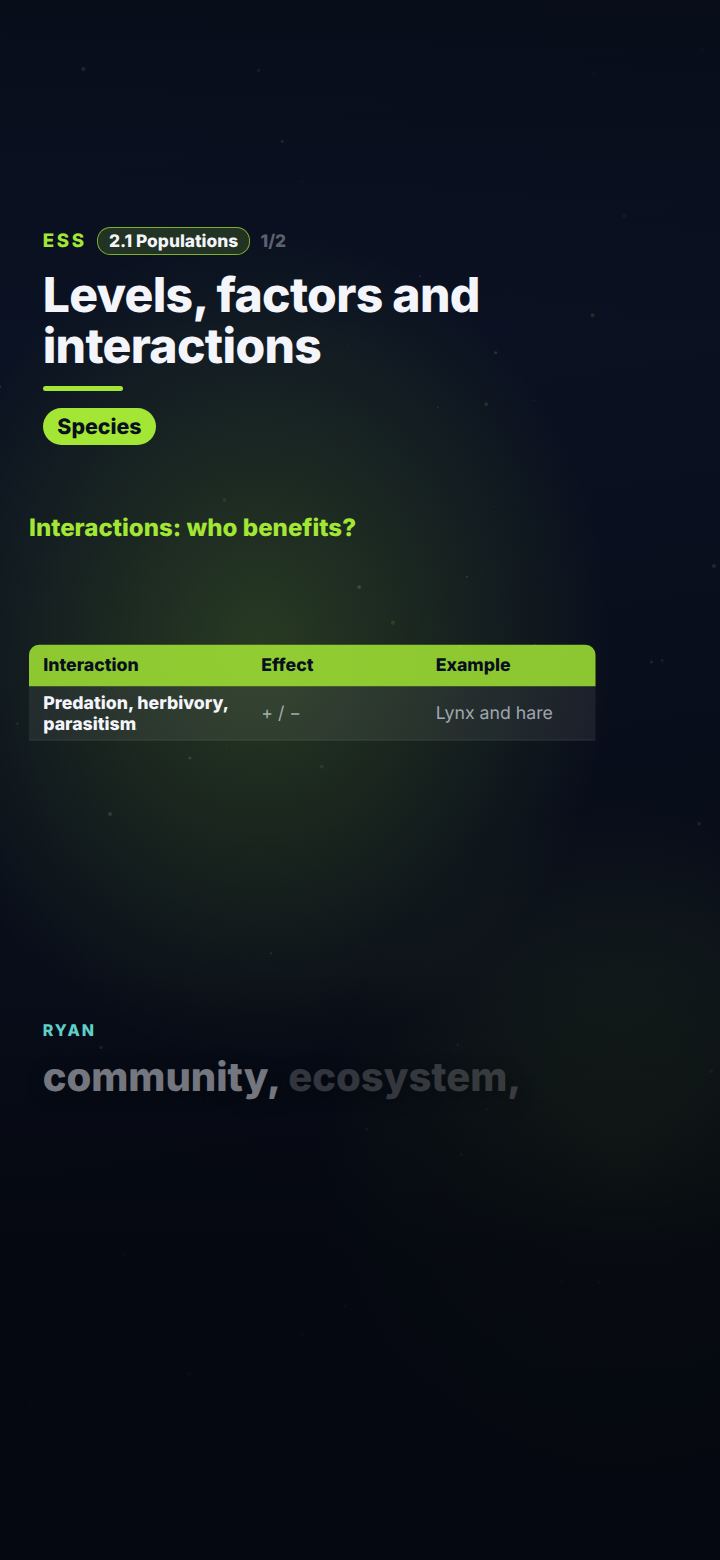 ESS 2.1 Populations 1/2
Levels, factors and
interactions
Species
Interactions: who benefits?
Interaction Effect Example
Predation, herbivory,
parasitism + / − Lynx and hare
RYAN
community, ecosystem,